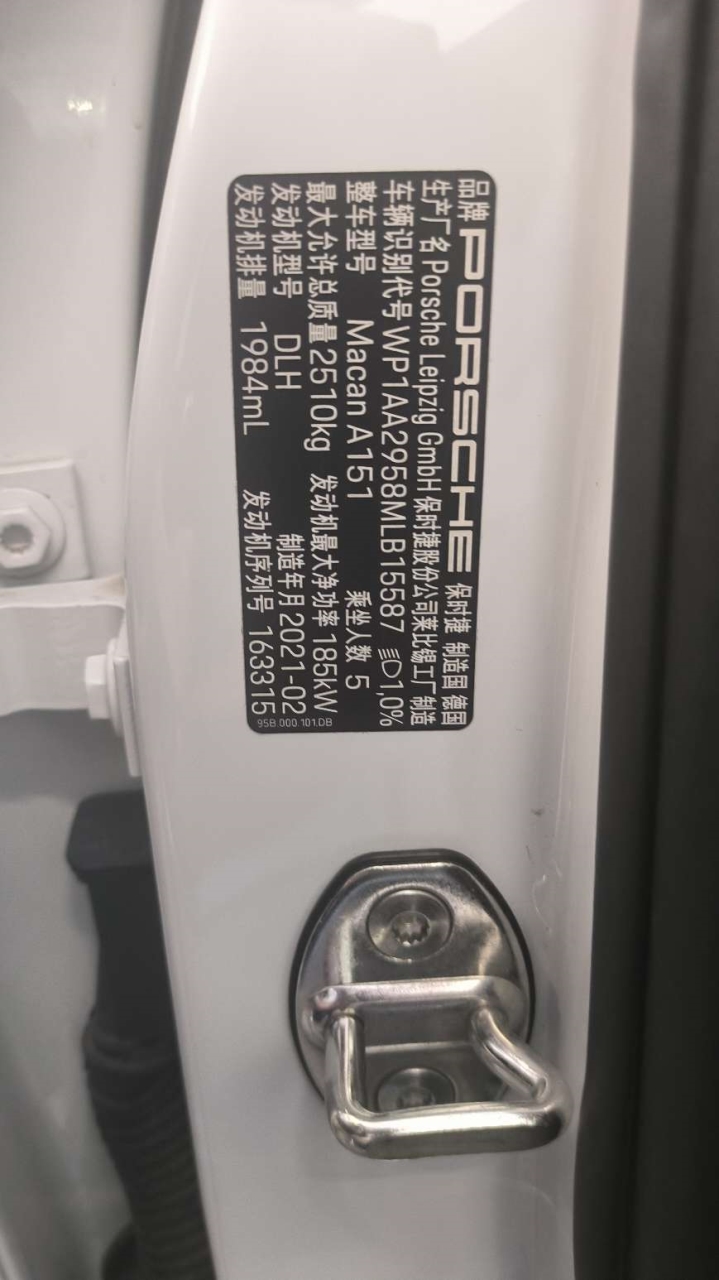 品牌 PORSCHE 保时捷 制造国 德国
生产厂名 Porsche Leipzig GmbH 保时捷股份公司莱比锡工厂制造
车辆识别代号 WP1AA2958MLB15587 1,0%
整车型号 Macan A151 乘坐人数 5
最大允许总质量 2510kg 发动机最大净功率 185kW
发动机型号 DLH 制造年月 2021-02
发动机排量 1984mL 发动机序列号 163315
95B.000.101.DB